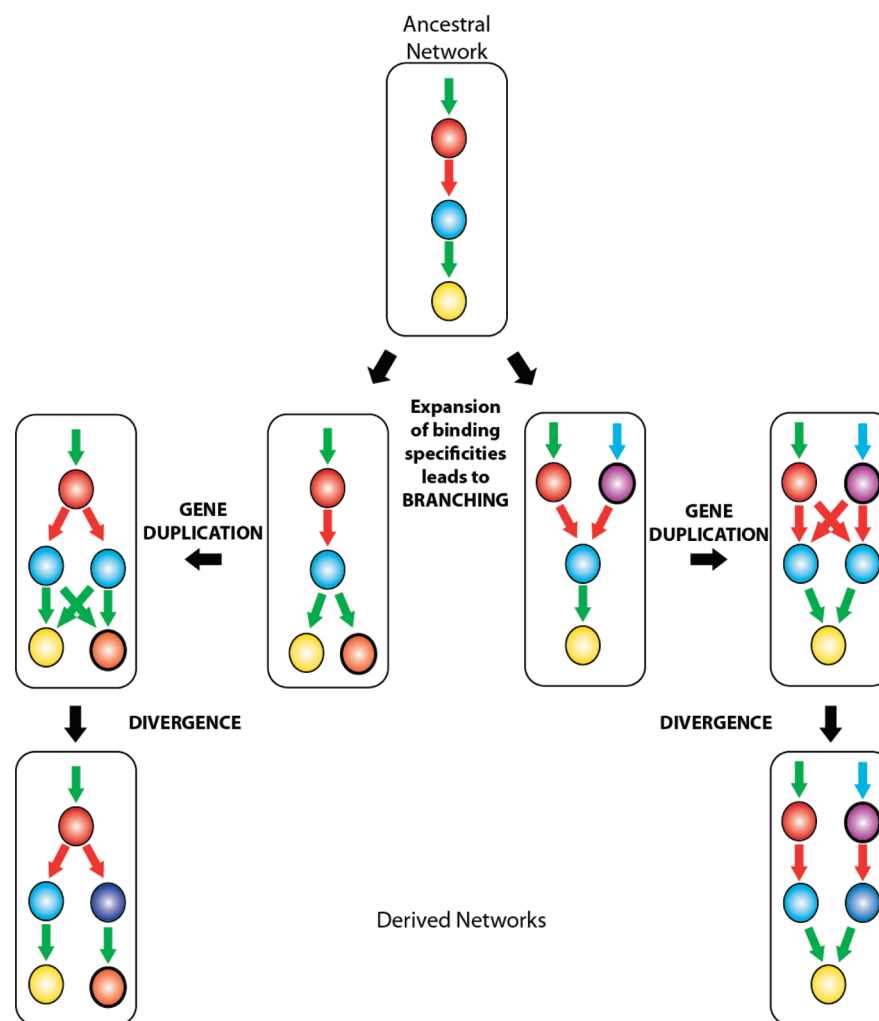 Ancestral
Network
Expansion
of binding
specificities
leads to
BRANCHING
GENE
DUPLICATION
GENE
DUPLICATION
DIVERGENCE
DIVERGENCE
Derived Networks